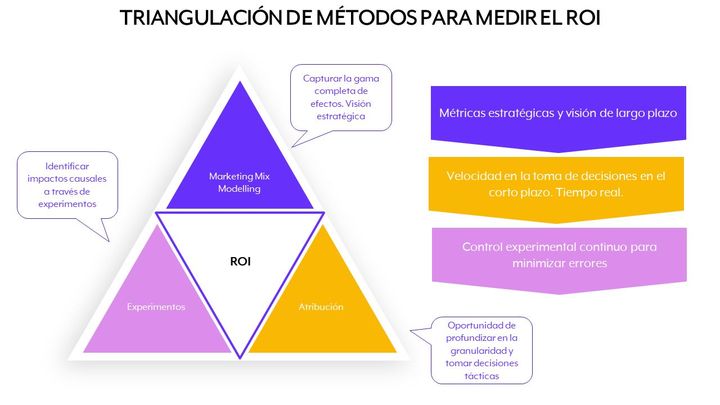 TRIANGULACIÓN DE MÉTODOS PARA MEDIR EL ROI
Capturar la gama
completa de
efectos. Visión
estratégica
Métricas estratégicas y visión de largo plazo
Identificar
impactos causales
a través de
experimentos
Marketing Mix
Modelling
Velocidad en la toma de decisiones en el
corto plazo. Tiempo real.
ROI
Control experimental continuo para
minimizar errores
Experimentos
Atribución
Oportunidad de
profundizar en la
granularidad y
tomar decisiones
tácticas